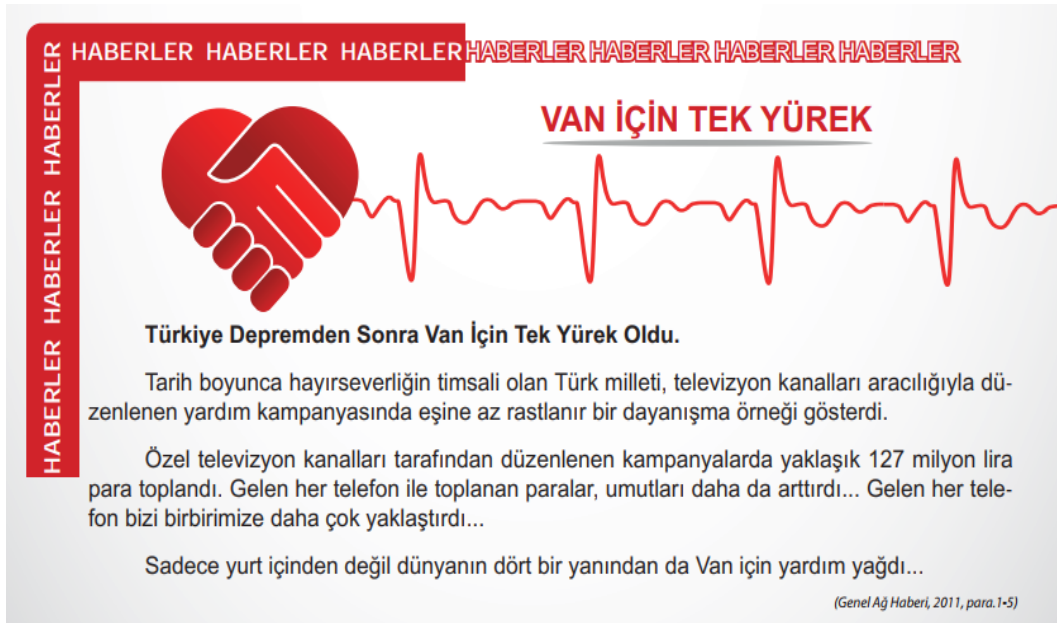 HABERLER HABERLER HABERLER HABERLER HABERLER HABERLER HABERLER
HABERLER HABERLER HABERLER
VAN İÇİN TEK YÜREK
Türkiye Depremden Sonra Van İçin Tek Yürek Oldu.
Tarih boyunca hayırseverliğin timsali olan Türk milleti, televizyon kanalları aracılığıyla dü-
zenlenen yardım kampanyasında eşine az rastlanır bir dayanışma örneği gösterdi.
Özel televizyon kanalları tarafından düzenlenen kampanyalarda yaklaşık 127 milyon lira
para toplandı. Gelen her telefon ile toplanan paralar, umutları daha da arttırdı... Gelen her tele-
fon bizi birbirimize daha çok yaklaştırdı...
Sadece yurt içinden değil dünyanın dört bir yanından da Van için yardım yağdı...
(Genel Ağ Haberi, 2011, para.1-5)